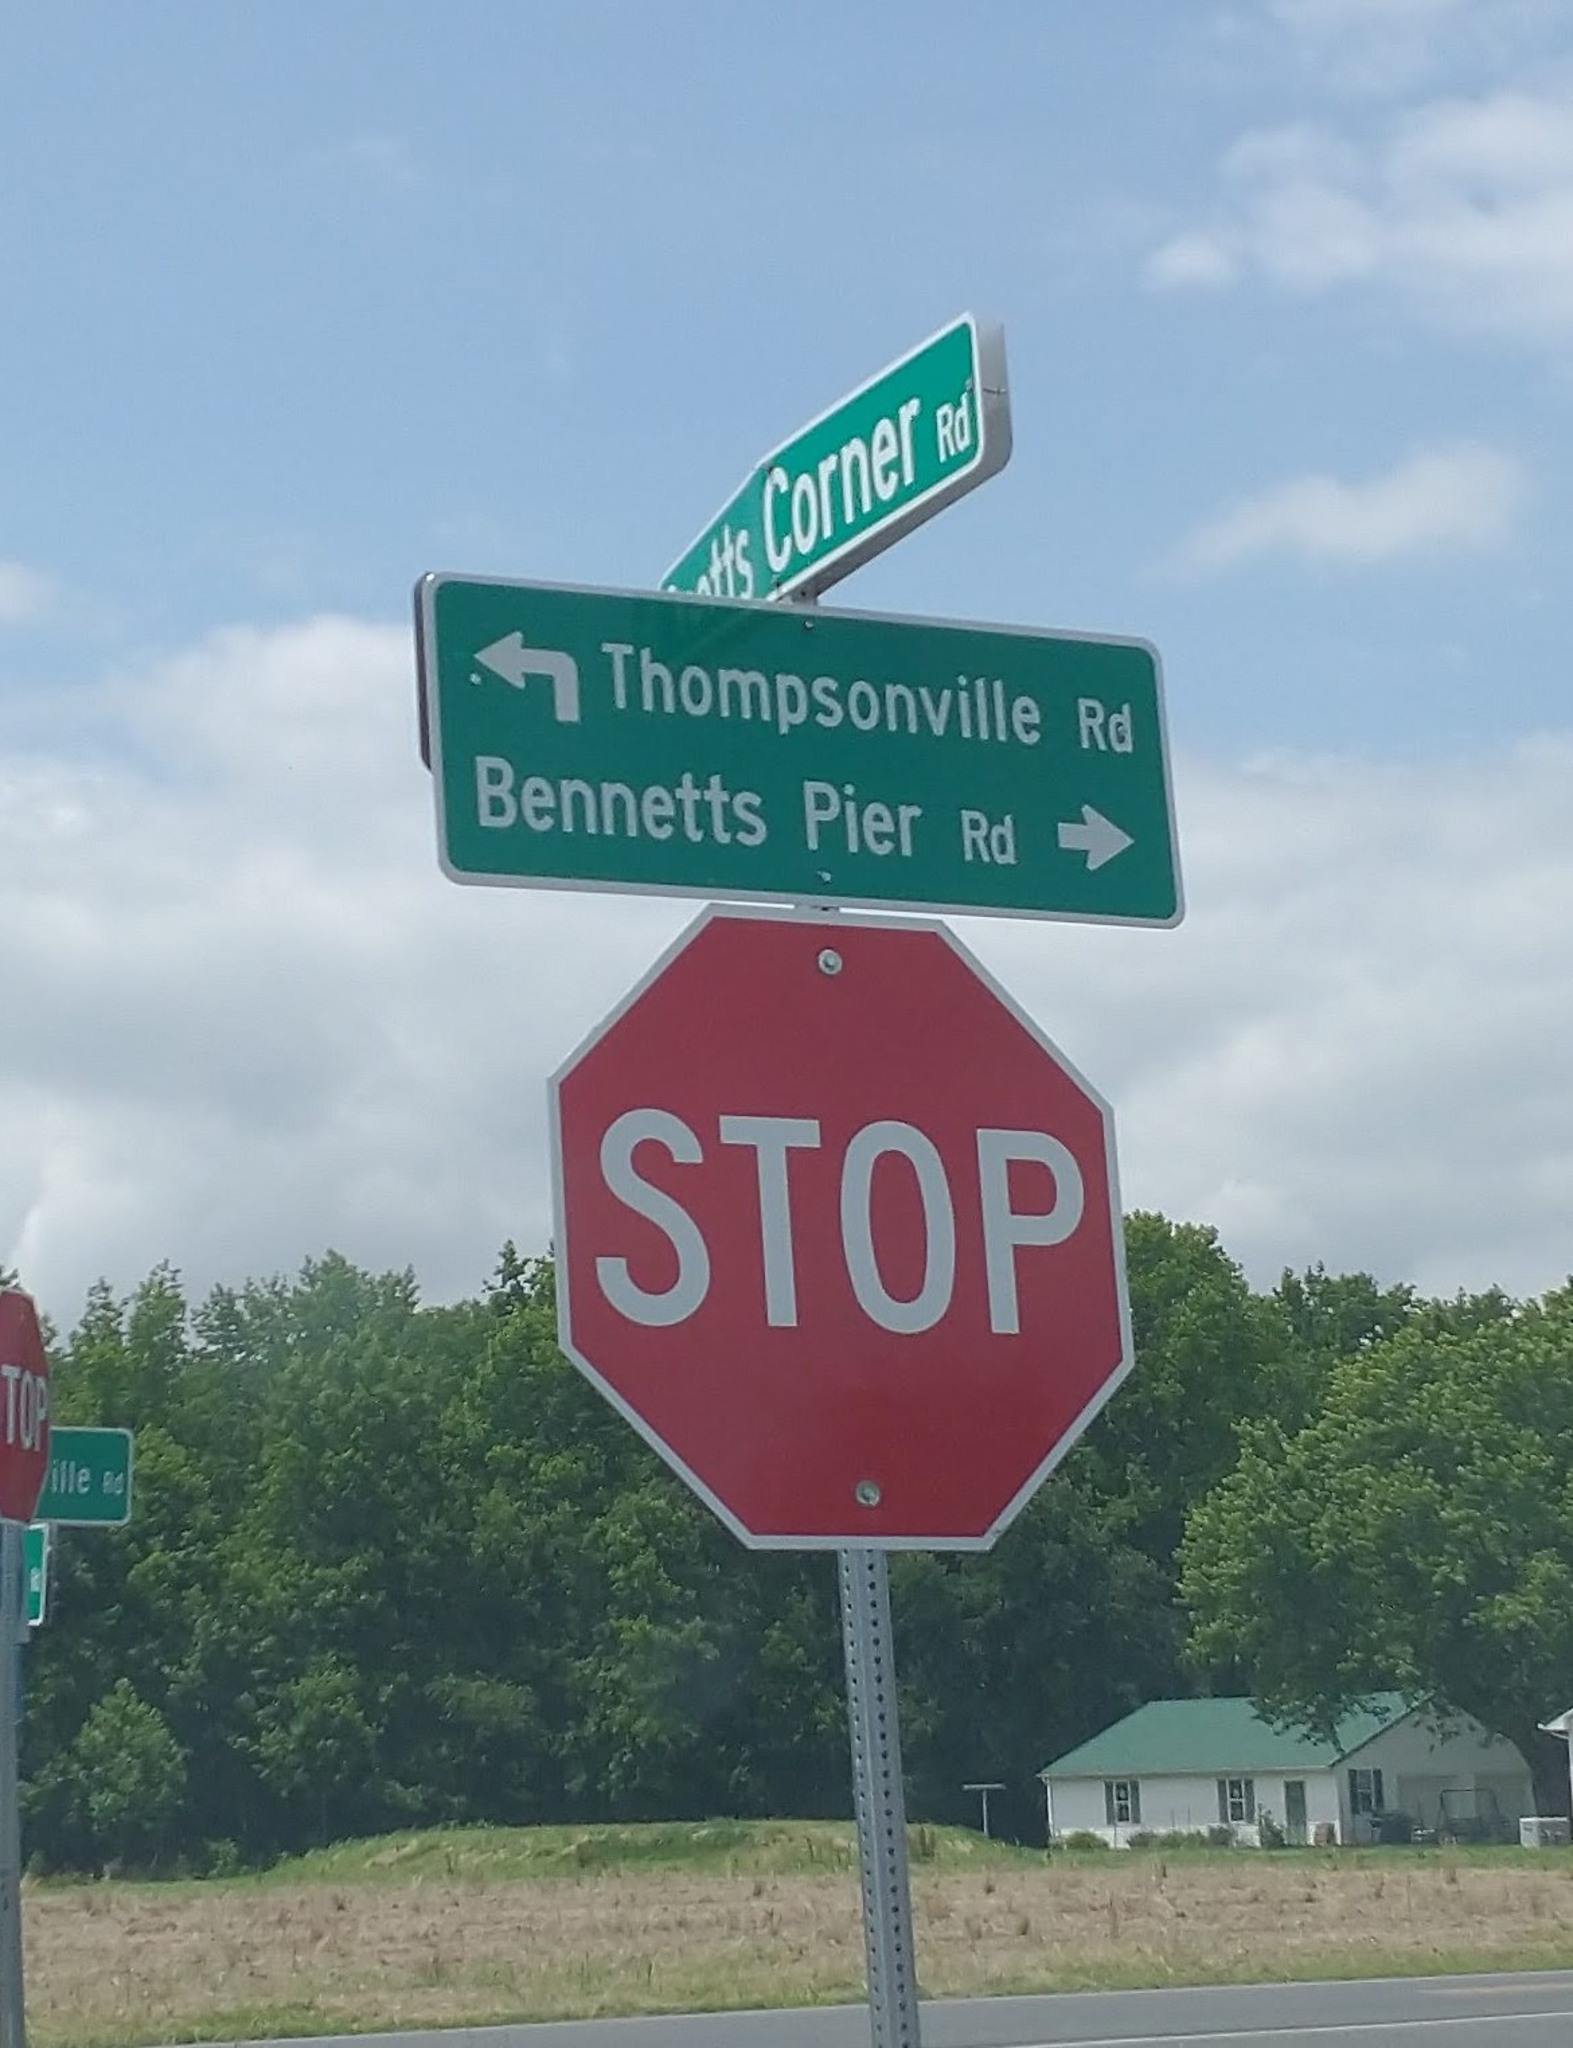 Corner Rd
Thompsonville Rd
Bennetts Pier Rd
STOP
TOP
ille Rd